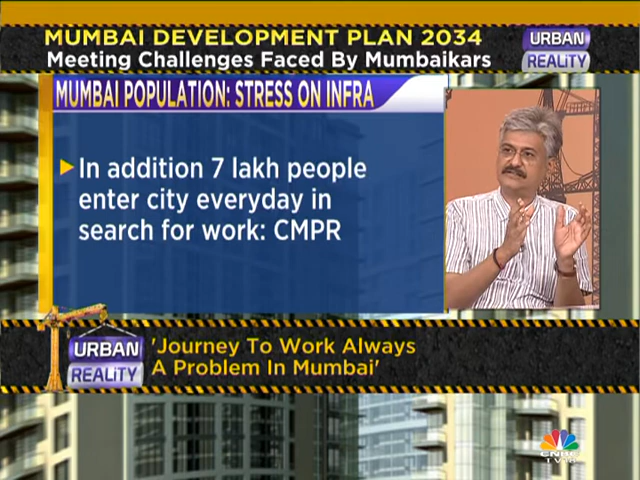 MUMBAI DEVELOPMENT PLAN 2034
Meeting Challenges Faced By Mumbaikars
URBAN
REALITY
MUMBAI POPULATION: STRESS ON INFRA
In addition 7 lakh people
enter city everyday in
search for work: CMPR
URBAN
REALITY
'Journey To Work Always
A Problem In Mumbai'
CNBC
TV18